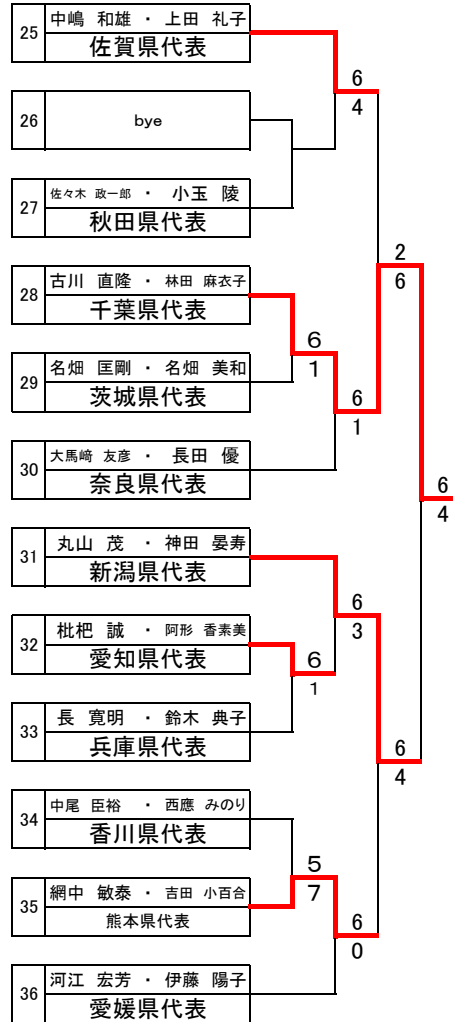 25
中嶋 和雄 ・ 上田 礼子
佐賀県代表
6
4
26
bye
27
佐々木 政一郎 ・ 小玉 陵
秋田県代表
2
6
28
古川 直隆 ・ 林田 麻衣子
千葉県代表
6
1
29
名畑 匡剛 ・ 名畑 美和
茨城県代表
6
1
30
大馬﨑 友彦 ・ 長田 優
奈良県代表
6
4
31
丸山 茂 ・ 神田 晏寿
新潟県代表
6
3
32
枇杷 誠 ・ 阿形 香素美
愛知県代表
6
1
33
長 寛明 ・ 鈴木 典子
兵庫県代表
6
4
34
中尾 臣裕 ・ 西應 みのり
香川県代表
5
7
35
網中 敏泰 ・ 吉田 小百合
熊本県代表
6
0
36
河江 宏芳 ・ 伊藤 陽子
愛媛県代表